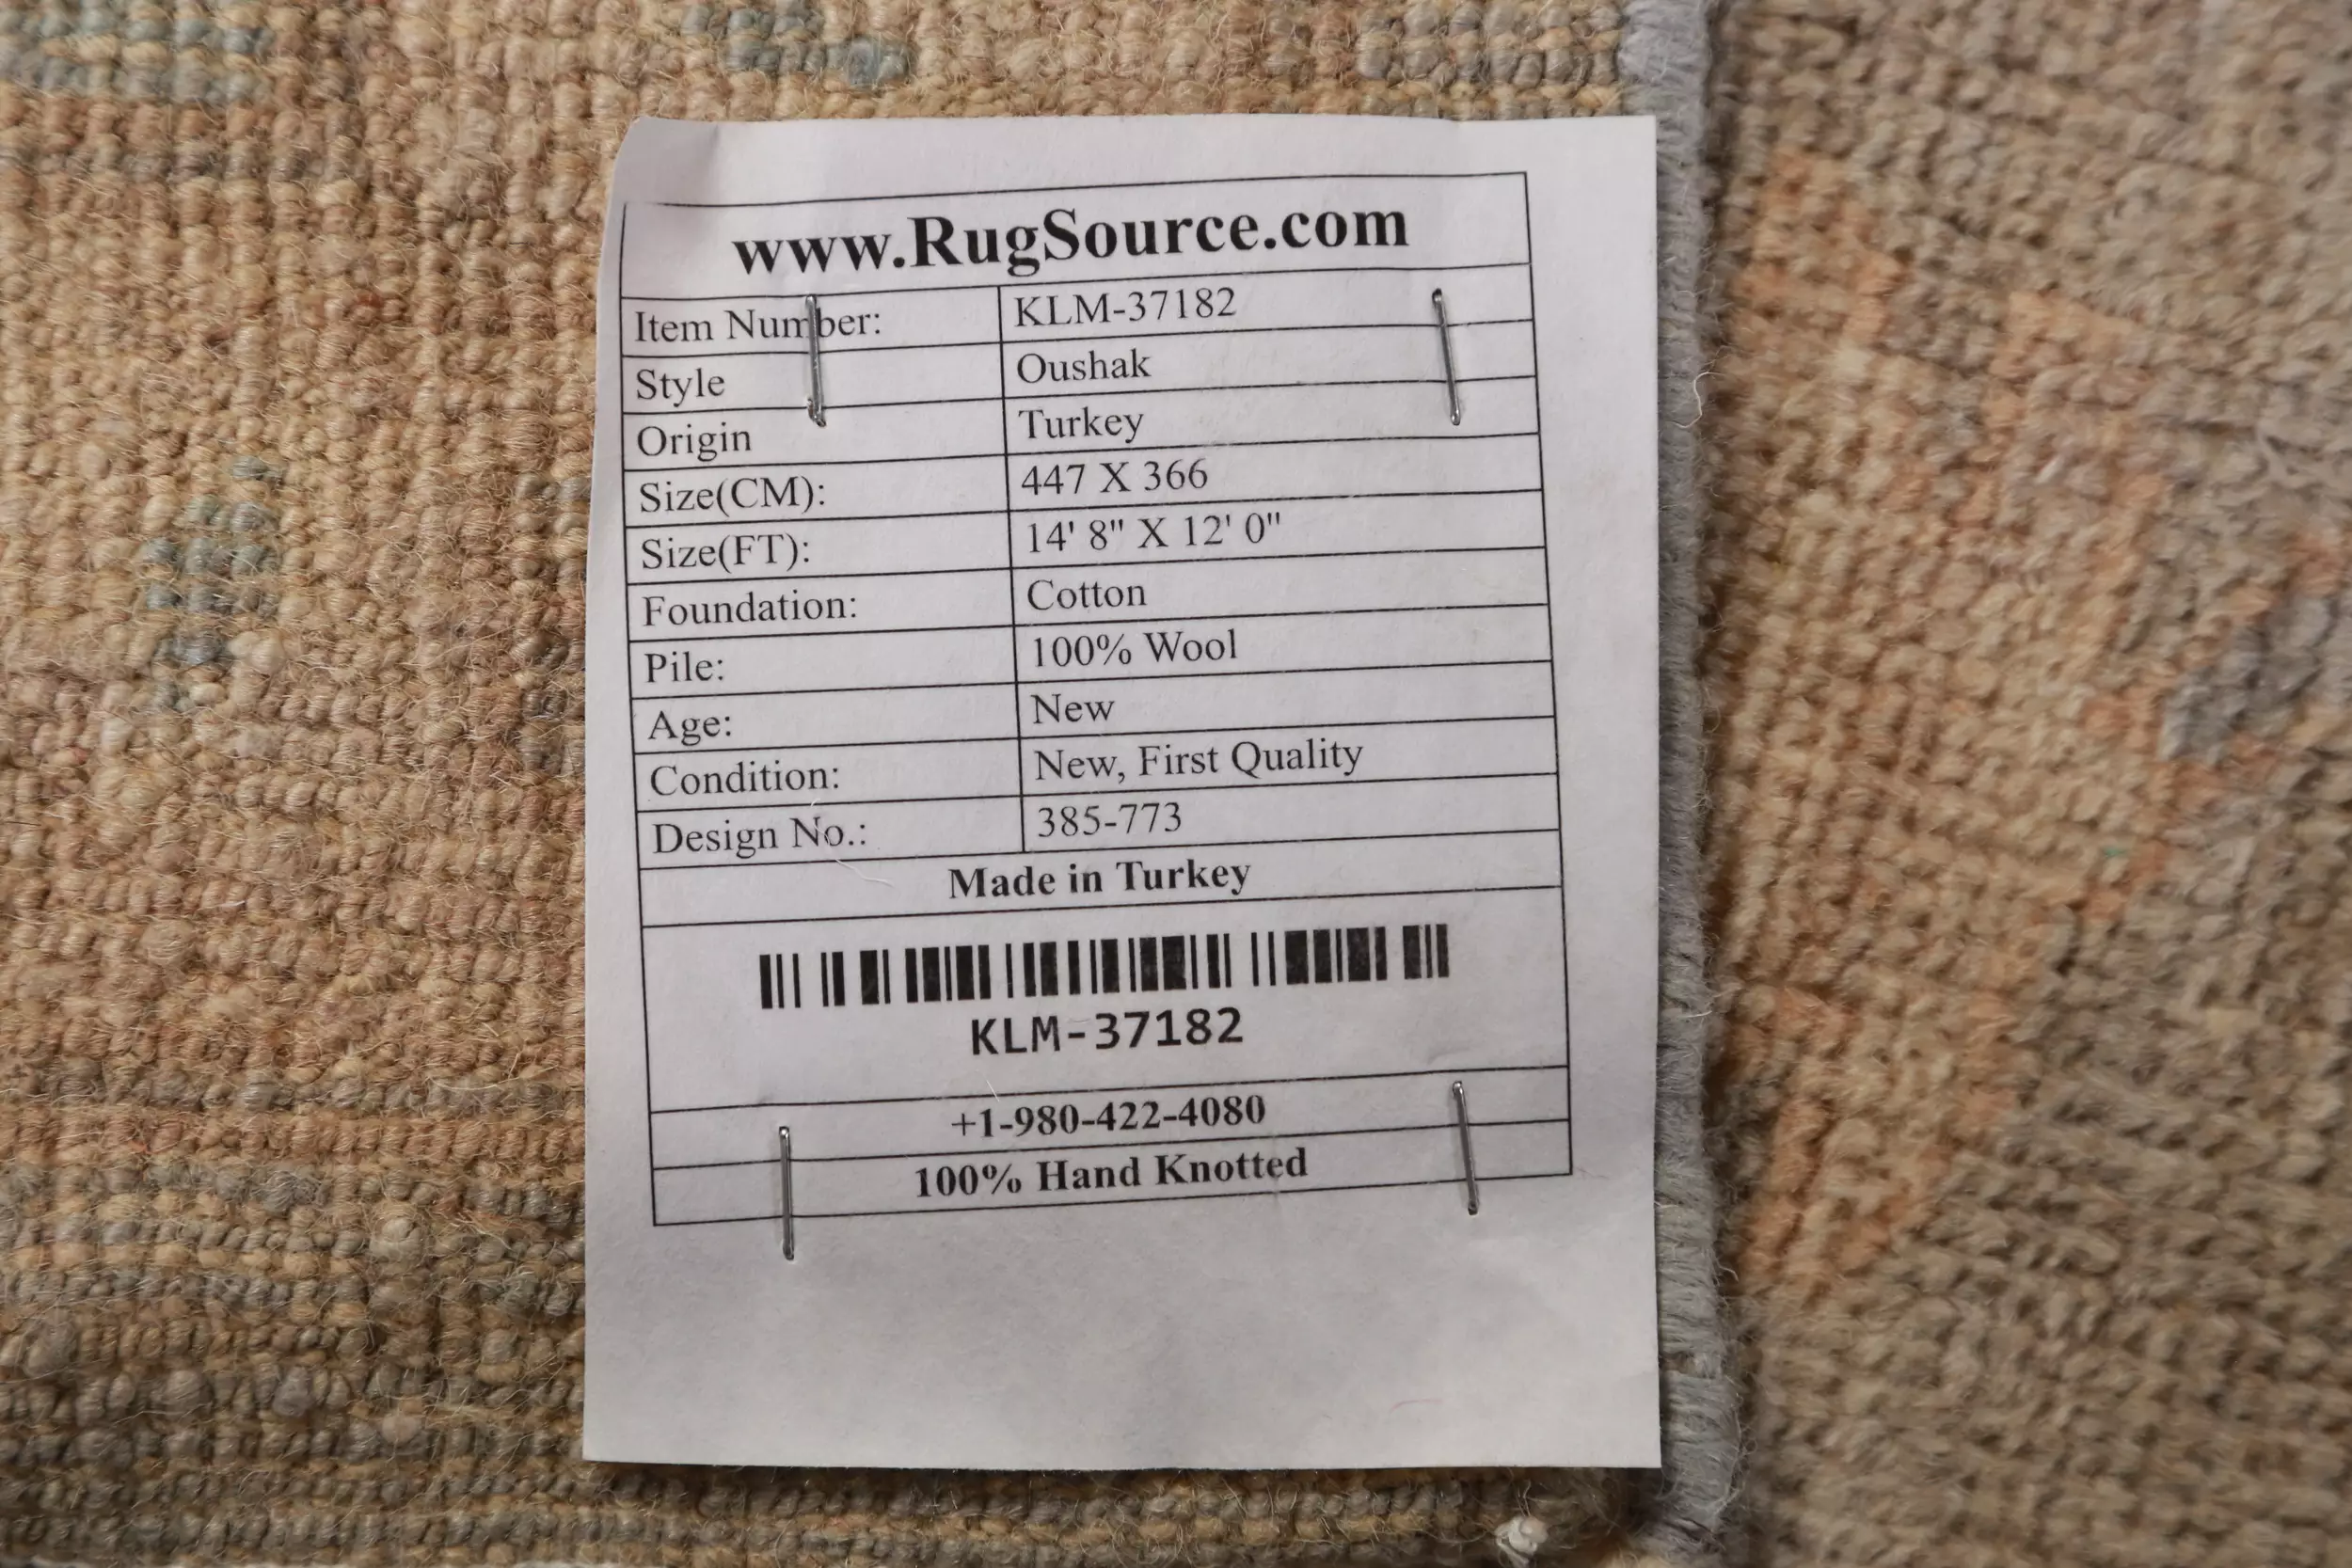 www.RugSource.com
Item Number: KLM-37182
Style Oushak
Origin Turkey
Size(CM): 447 X 366
Size(FT): 14' 8" X 12' 0"
Foundation: Cotton
Pile: 100% Wool
Age: New
Condition: New, First Quality
Design No.: 385-773
Made in Turkey
KLM-37182
+1-980-422-4080
100% Hand Knotted